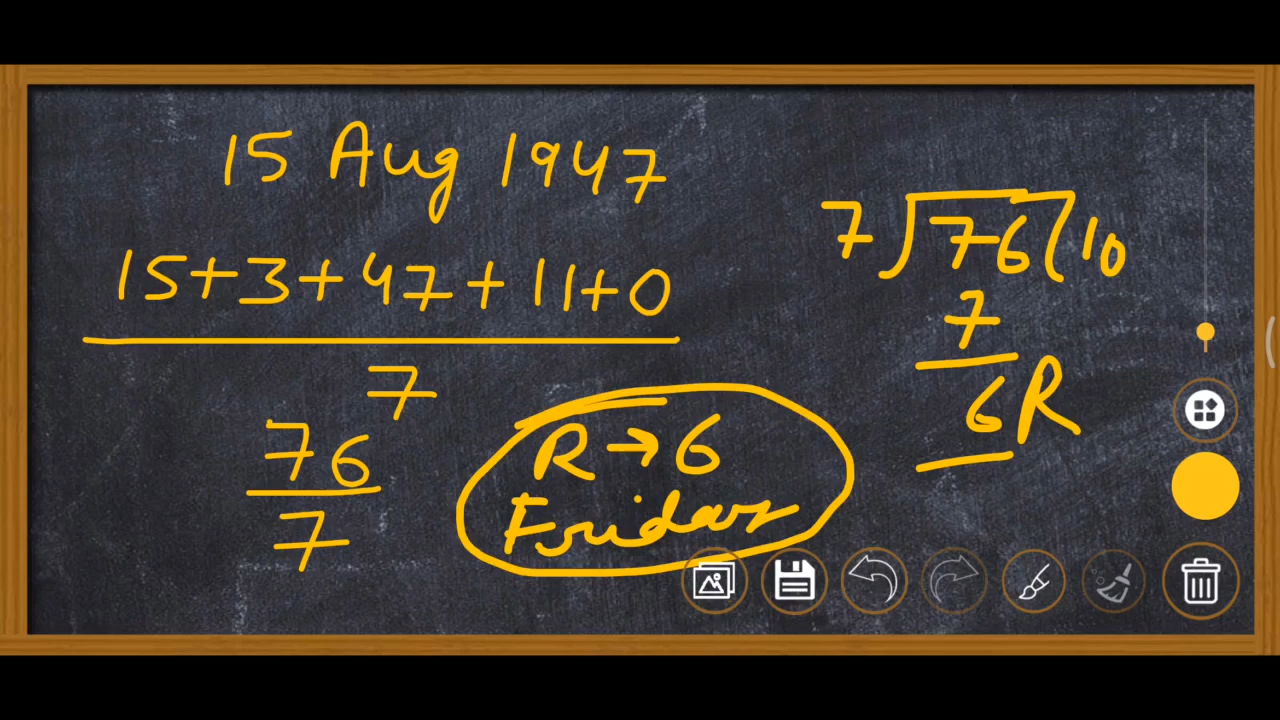 15 Aug 1947
15+3+47+11+0
7
76
7
R→6
Friday
7)76(10
7
6R